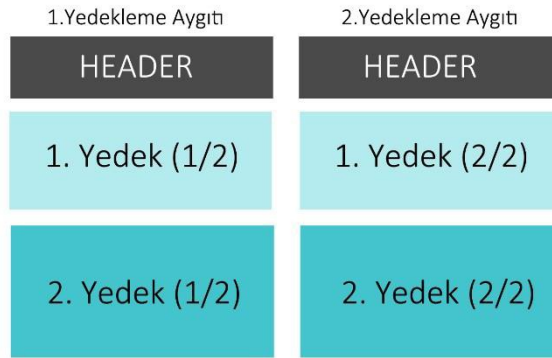 1.Yedekleme Aygıtı
2.Yedekleme Aygıtı
HEADER
HEADER
1. Yedek (1/2)
1. Yedek (2/2)
2. Yedek (1/2)
2. Yedek (2/2)